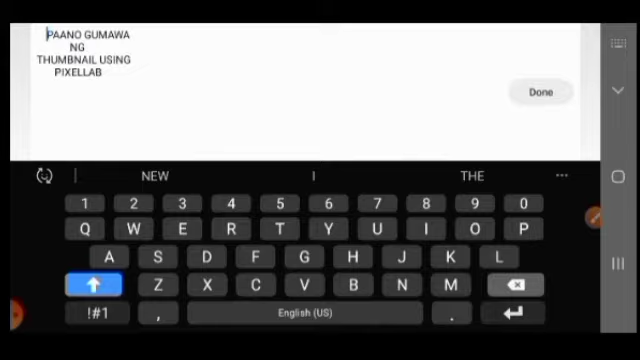 PAANO GUMAWA
NG
THUMBNAIL USING
PIXELLAB
Done
NEW I THE ...
1 2 3 4 5 6 7 8 9 0
Q W E R T Y U I O P
A S D F G H J K L
Z X C V B N M
!#1 , English (US) .